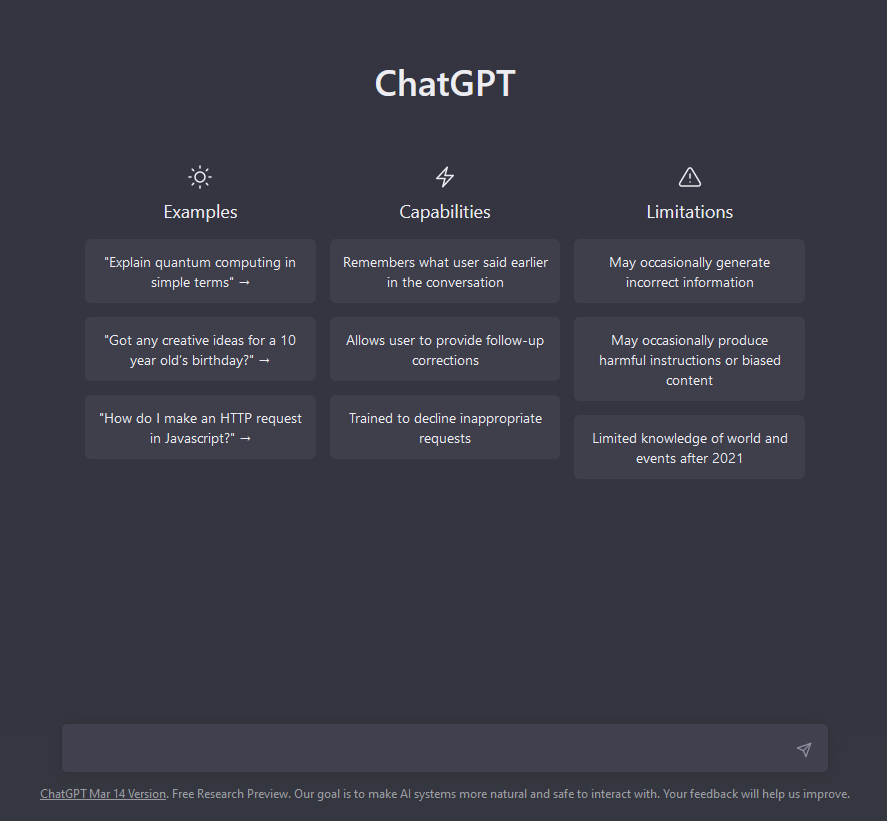 ChatGPT
Examples
"Explain quantum computing in
simple terms" →
"Got any creative ideas for a 10
year old’s birthday?" →
"How do I make an HTTP request
in Javascript?" →
Capabilities
Remembers what user said earlier
in the conversation
Allows user to provide follow-up
corrections
Trained to decline inappropriate
requests
Limitations
May occasionally generate
incorrect information
May occasionally produce
harmful instructions or biased
content
Limited knowledge of world and
events after 2021
ChatGPT Mar 14 Version. Free Research Preview. Our goal is to make AI systems more natural and safe to interact with. Your feedback will help us improve.